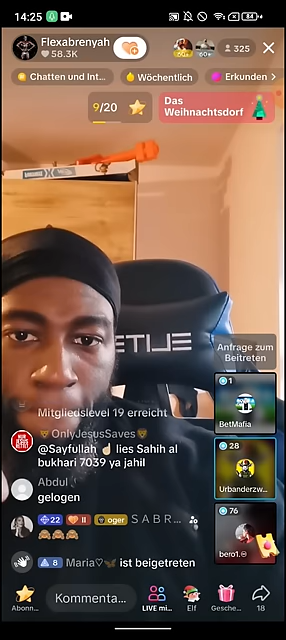 14:25
84
Flexabrenyah
58.3K
325
Chatten und Int...
Wöchentlich
Erkunden
9/20
Das
Weihnachtsdorf
Anfrage zum
Beitreten
1
BetMafia
28
Urbanderzw...
76
bero1.
Mitgliedslevel 19 erreicht
OnlyJesusSaves
@Sayfullah ☝ lies Sahih al
bukhari 7039 ya jahil
Abdul
gelogen
22 II oger S A B R ...
8 Maria♡ ist beigetreten
Abonn...
Kommenta...
LIVE mi...
Elf
Gesche...
18